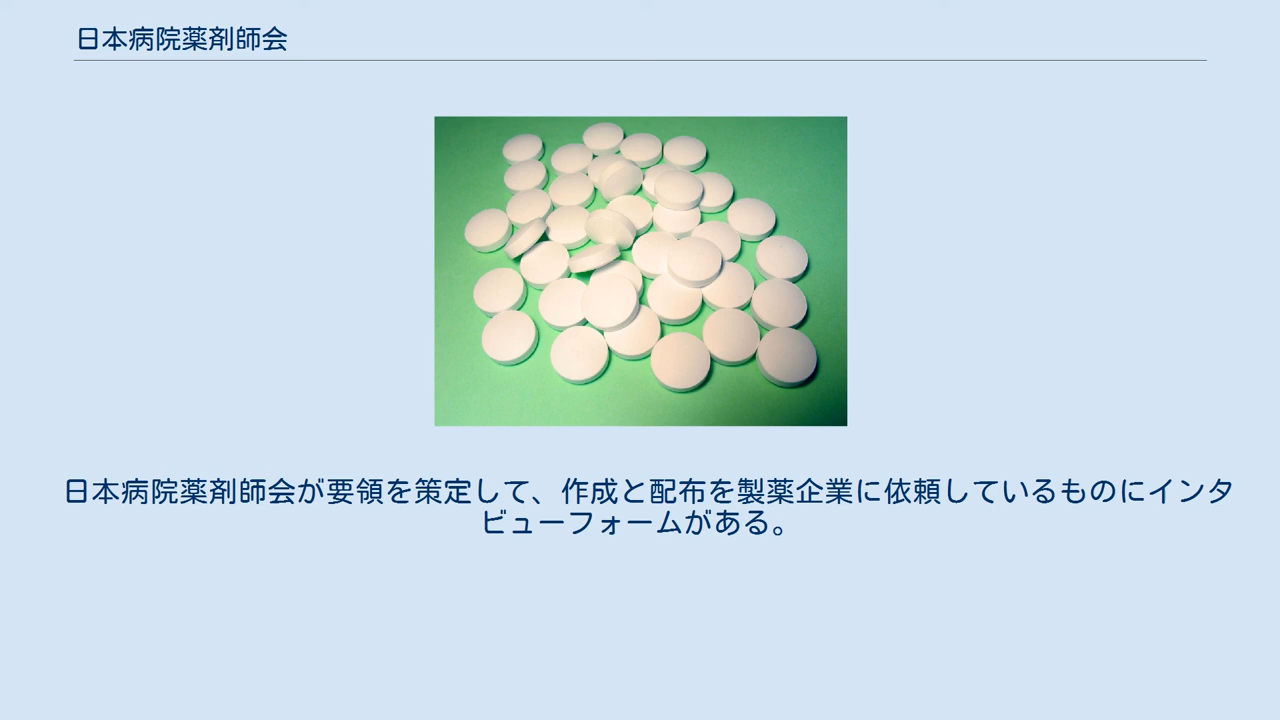 日本病院薬剤師会
日本病院薬剤師会が要領を策定して、作成と配布を製薬企業に依頼しているものにインタ
ビューフォームがある。